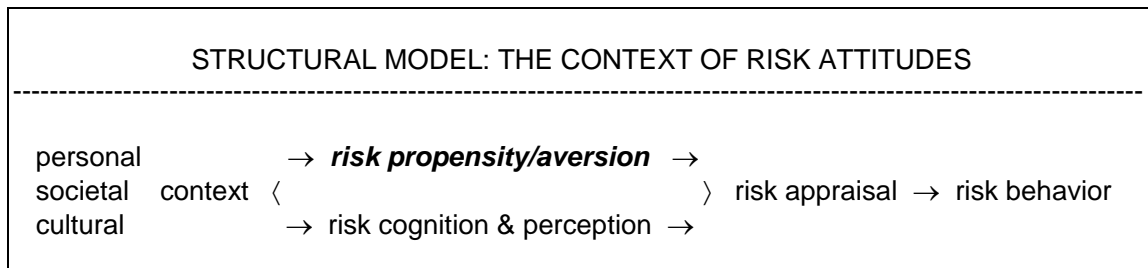 STRUCTURAL MODEL: THE CONTEXT OF RISK ATTITUDES
personal → risk propensity/aversion →
societal context 〈 〉 risk appraisal → risk behavior
cultural → risk cognition & perception →